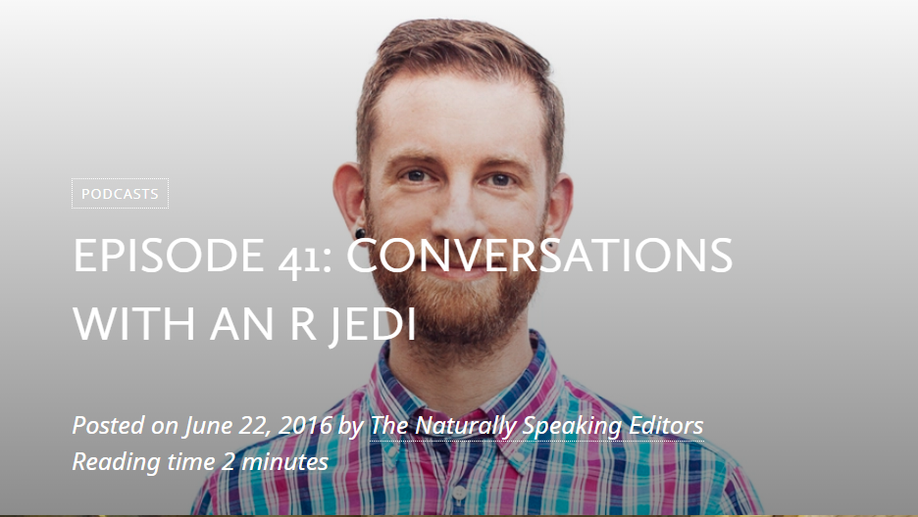 PODCASTS
EPISODE 41: CONVERSATIONS
WITH AN R JEDI
Posted on June 22, 2016 by The Naturally Speaking Editors
Reading time 2 minutes